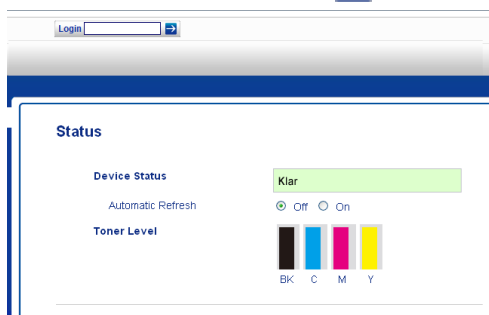 Login
Status
Device Status Klar
Automatic Refresh Off On
Toner Level
BK C M Y